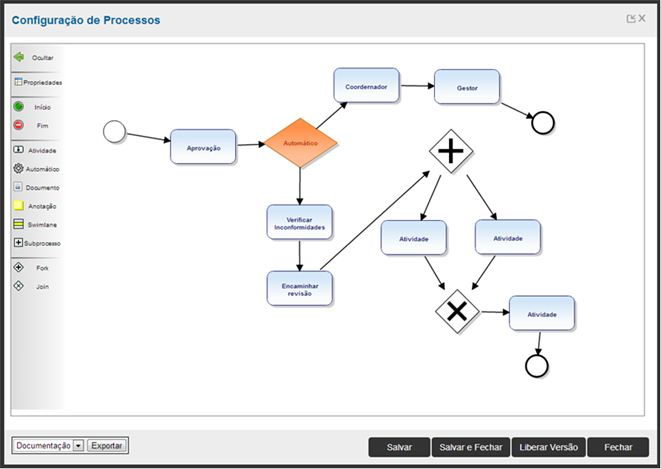 Configuração de Processos
Ocultar
Propriedades
Início
Fim
Atividade
Automático
Documento
Anotação
Swimlane
Subprocesso
Fork
Join
Aprovação
Automático
Coordernador
Gestor
Verificar
Inconformidades
Encaminhar
revisão
Atividade
Atividade
Atividade
Documentação
Exportar
Salvar
Salvar e Fechar
Liberar Versão
Fechar